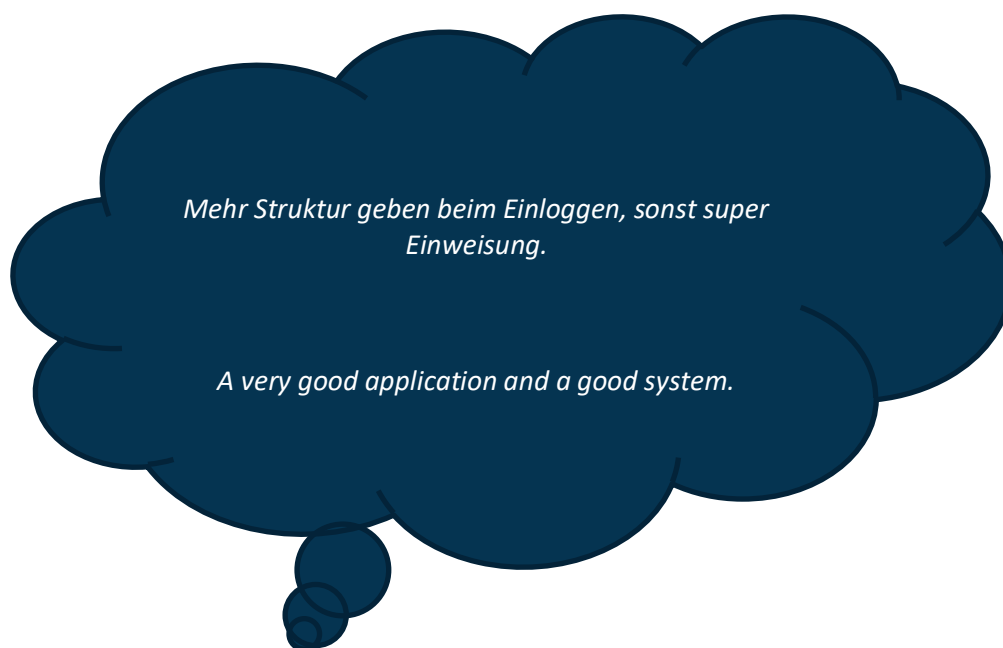 Mehr Struktur geben beim Einloggen, sonst super
Einweisung.
A very good application and a good system.